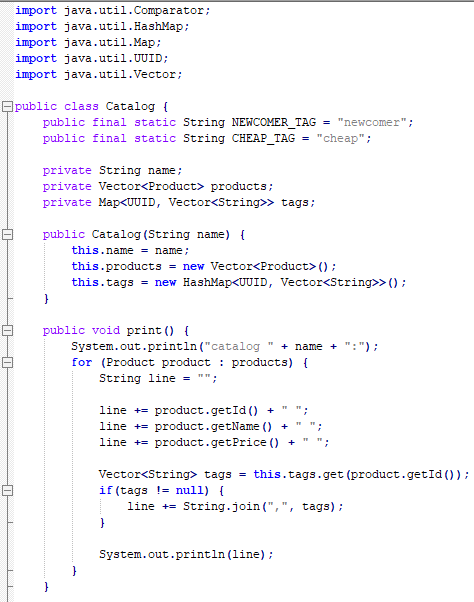 import java.util.Comparator;
import java.util.HashMap;
import java.util.Map;
import java.util.UUID;
import java.util.Vector;

public class Catalog {
    public final static String NEWCOMER_TAG = "newcomer";
    public final static String CHEAP_TAG = "cheap";

    private String name;
    private Vector<Product> products;
    private Map<UUID, Vector<String>> tags;

    public Catalog(String name) {
        this.name = name;
        this.products = new Vector<Product>();
        this.tags = new HashMap<UUID, Vector<String>>();
    }

    public void print() {
        System.out.println("catalog " + name + ":");
        for (Product product : products) {
            String line = "";

            line += product.getId() + " ";
            line += product.getName() + " ";
            line += product.getPrice() + " ";

            Vector<String> tags = this.tags.get(product.getId());
            if(tags != null) {
                line += String.join(",", tags);
            }

            System.out.println(line);
        }
    }